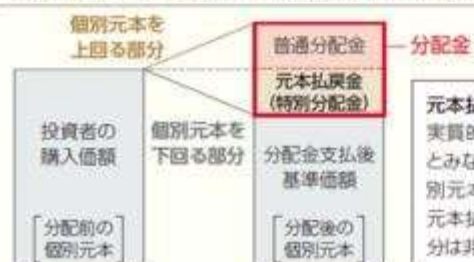 個別元本を
上回る部分
普通分配金
分配金
元本払戻金
(特別分配金)
投資者の
購入価額
個別元本を
下回る部分
分配金支払後
基準価額
分配前の
個別元本
分配後の
個別元本
元本払
実質的
とみな
別元本
元本払
分は非